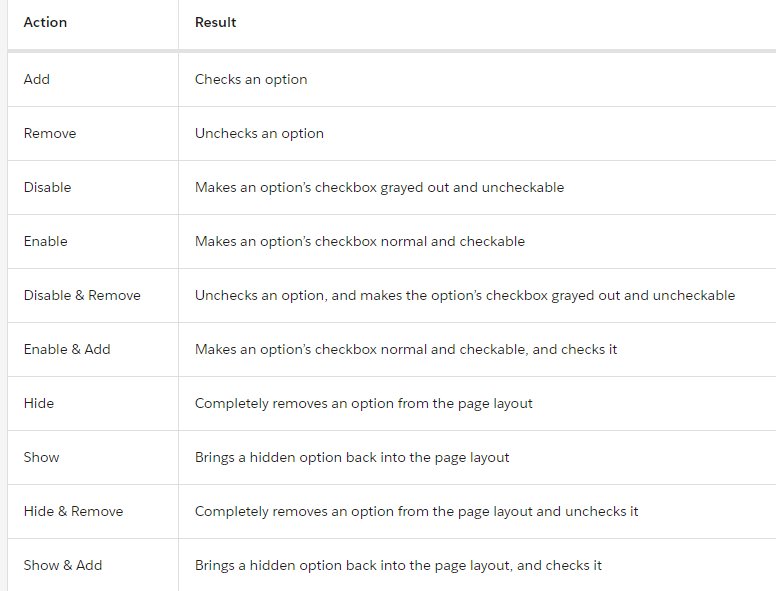 Action Result
Add Checks an option
Remove Unchecks an option
Disable Makes an option’s checkbox grayed out and uncheckable
Enable Makes an option’s checkbox normal and checkable
Disable & Remove Unchecks an option, and makes the option’s checkbox grayed out and uncheckable
Enable & Add Makes an option’s checkbox normal and checkable, and checks it
Hide Completely removes an option from the page layout
Show Brings a hidden option back into the page layout
Hide & Remove Completely removes an option from the page layout and unchecks it
Show & Add Brings a hidden option back into the page layout, and checks it